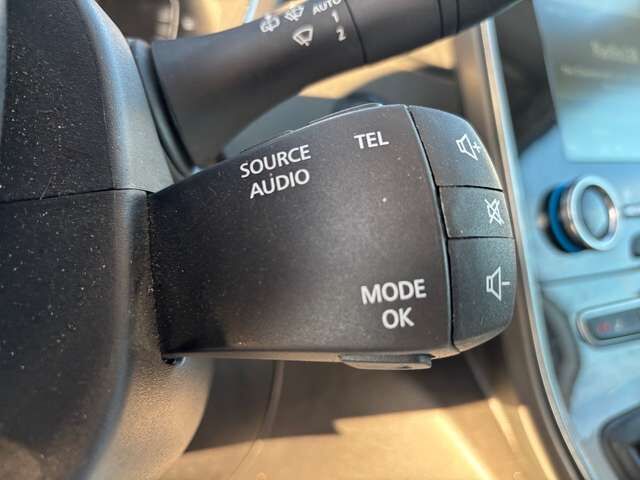 AUTO
1
2
TEL
SOURCE
AUDIO
+
-
MODE
OK